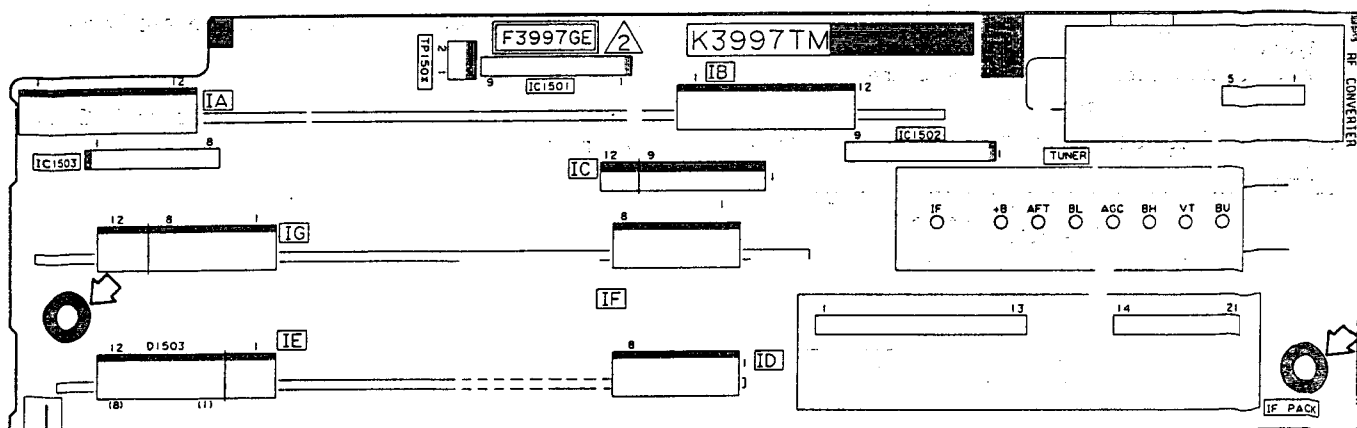 F3997GE
2
K3997TM
TP150X
2
1
9
IC1501
1
1
12
IA
IB
1
12
5
1
RF CONVERTER
IC1503
1
8
9
IC1502
1
TUNER
IC
12
9
1
IF
+B
AFT
BL
AGC
BH
VT
BU
12
8
1
IG
8
1
IF
1
13
14
21
12
D1503
1
IE
(8)
(1)
8
1
ID
IF PACK
1